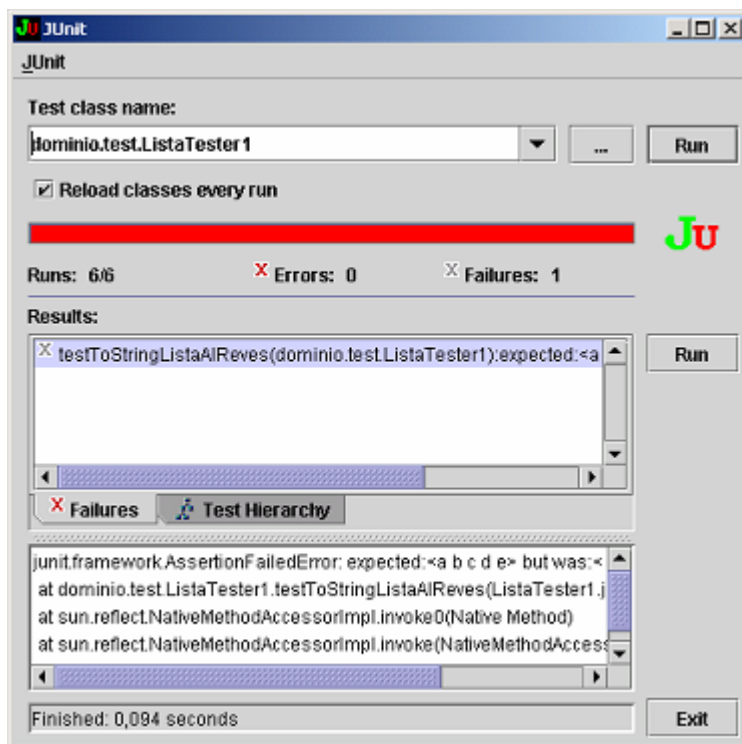 JU JUnit
JUnit
Test class name:
dominio.test.ListaTester1
...
Run
Reload classes every run
JU
Runs: 6/6
X Errors: 0
X Failures: 1
Results:
X testToStringListaAlReves(dominio.test.ListaTester1):expected:<a
Run
X Failures
Test Hierarchy
junit.framework.AssertionFailedError: expected:<a b c d e> but was:<
at dominio.test.ListaTester1.testToStringListaAlReves(ListaTester1.j
at sun.reflect.NativeMethodAccessorImpl.invoke0(Native Method)
at sun.reflect.NativeMethodAccessorImpl.invoke(NativeMethodAccess
Finished: 0,094 seconds
Exit